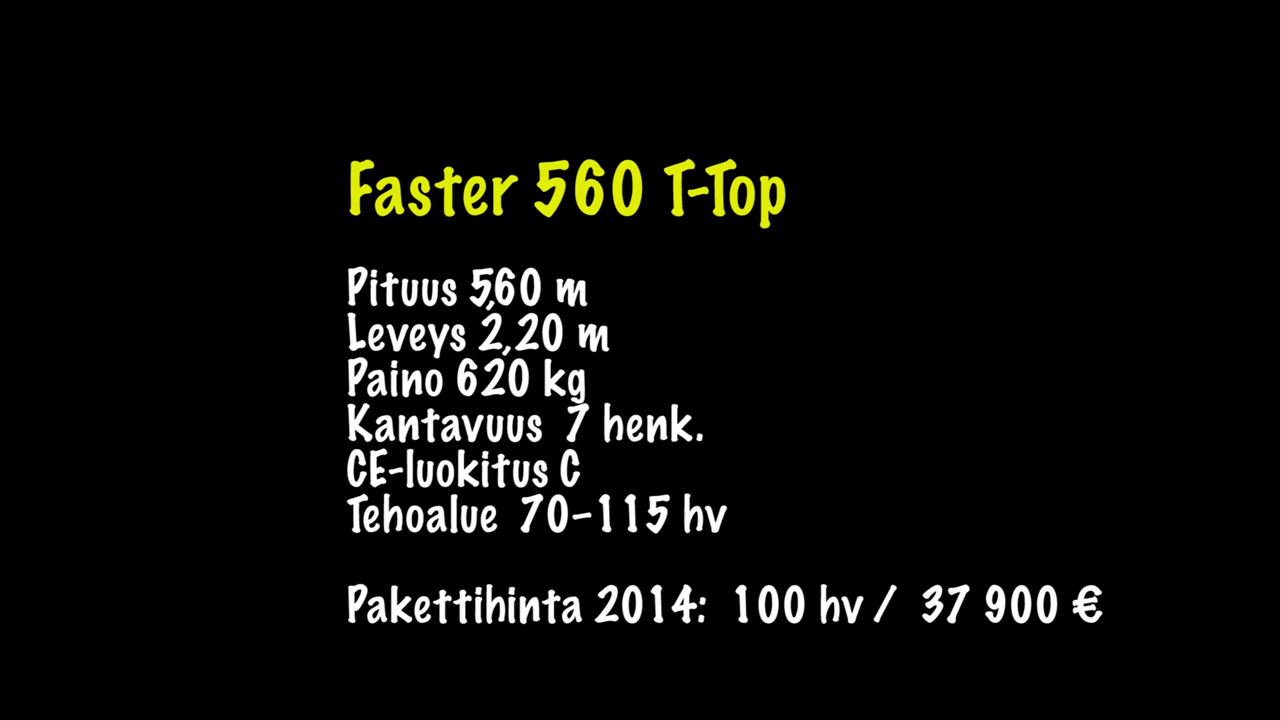 Faster 560 T-Top
Pituus 5,60 m
Leveys 2,20 m
Paino 620 kg
Kantavuus 7 henk.
CE-luokitus C
Tehoalue 70-115 hv
Pakettihinta 2014: 100 hv / 37 900 €